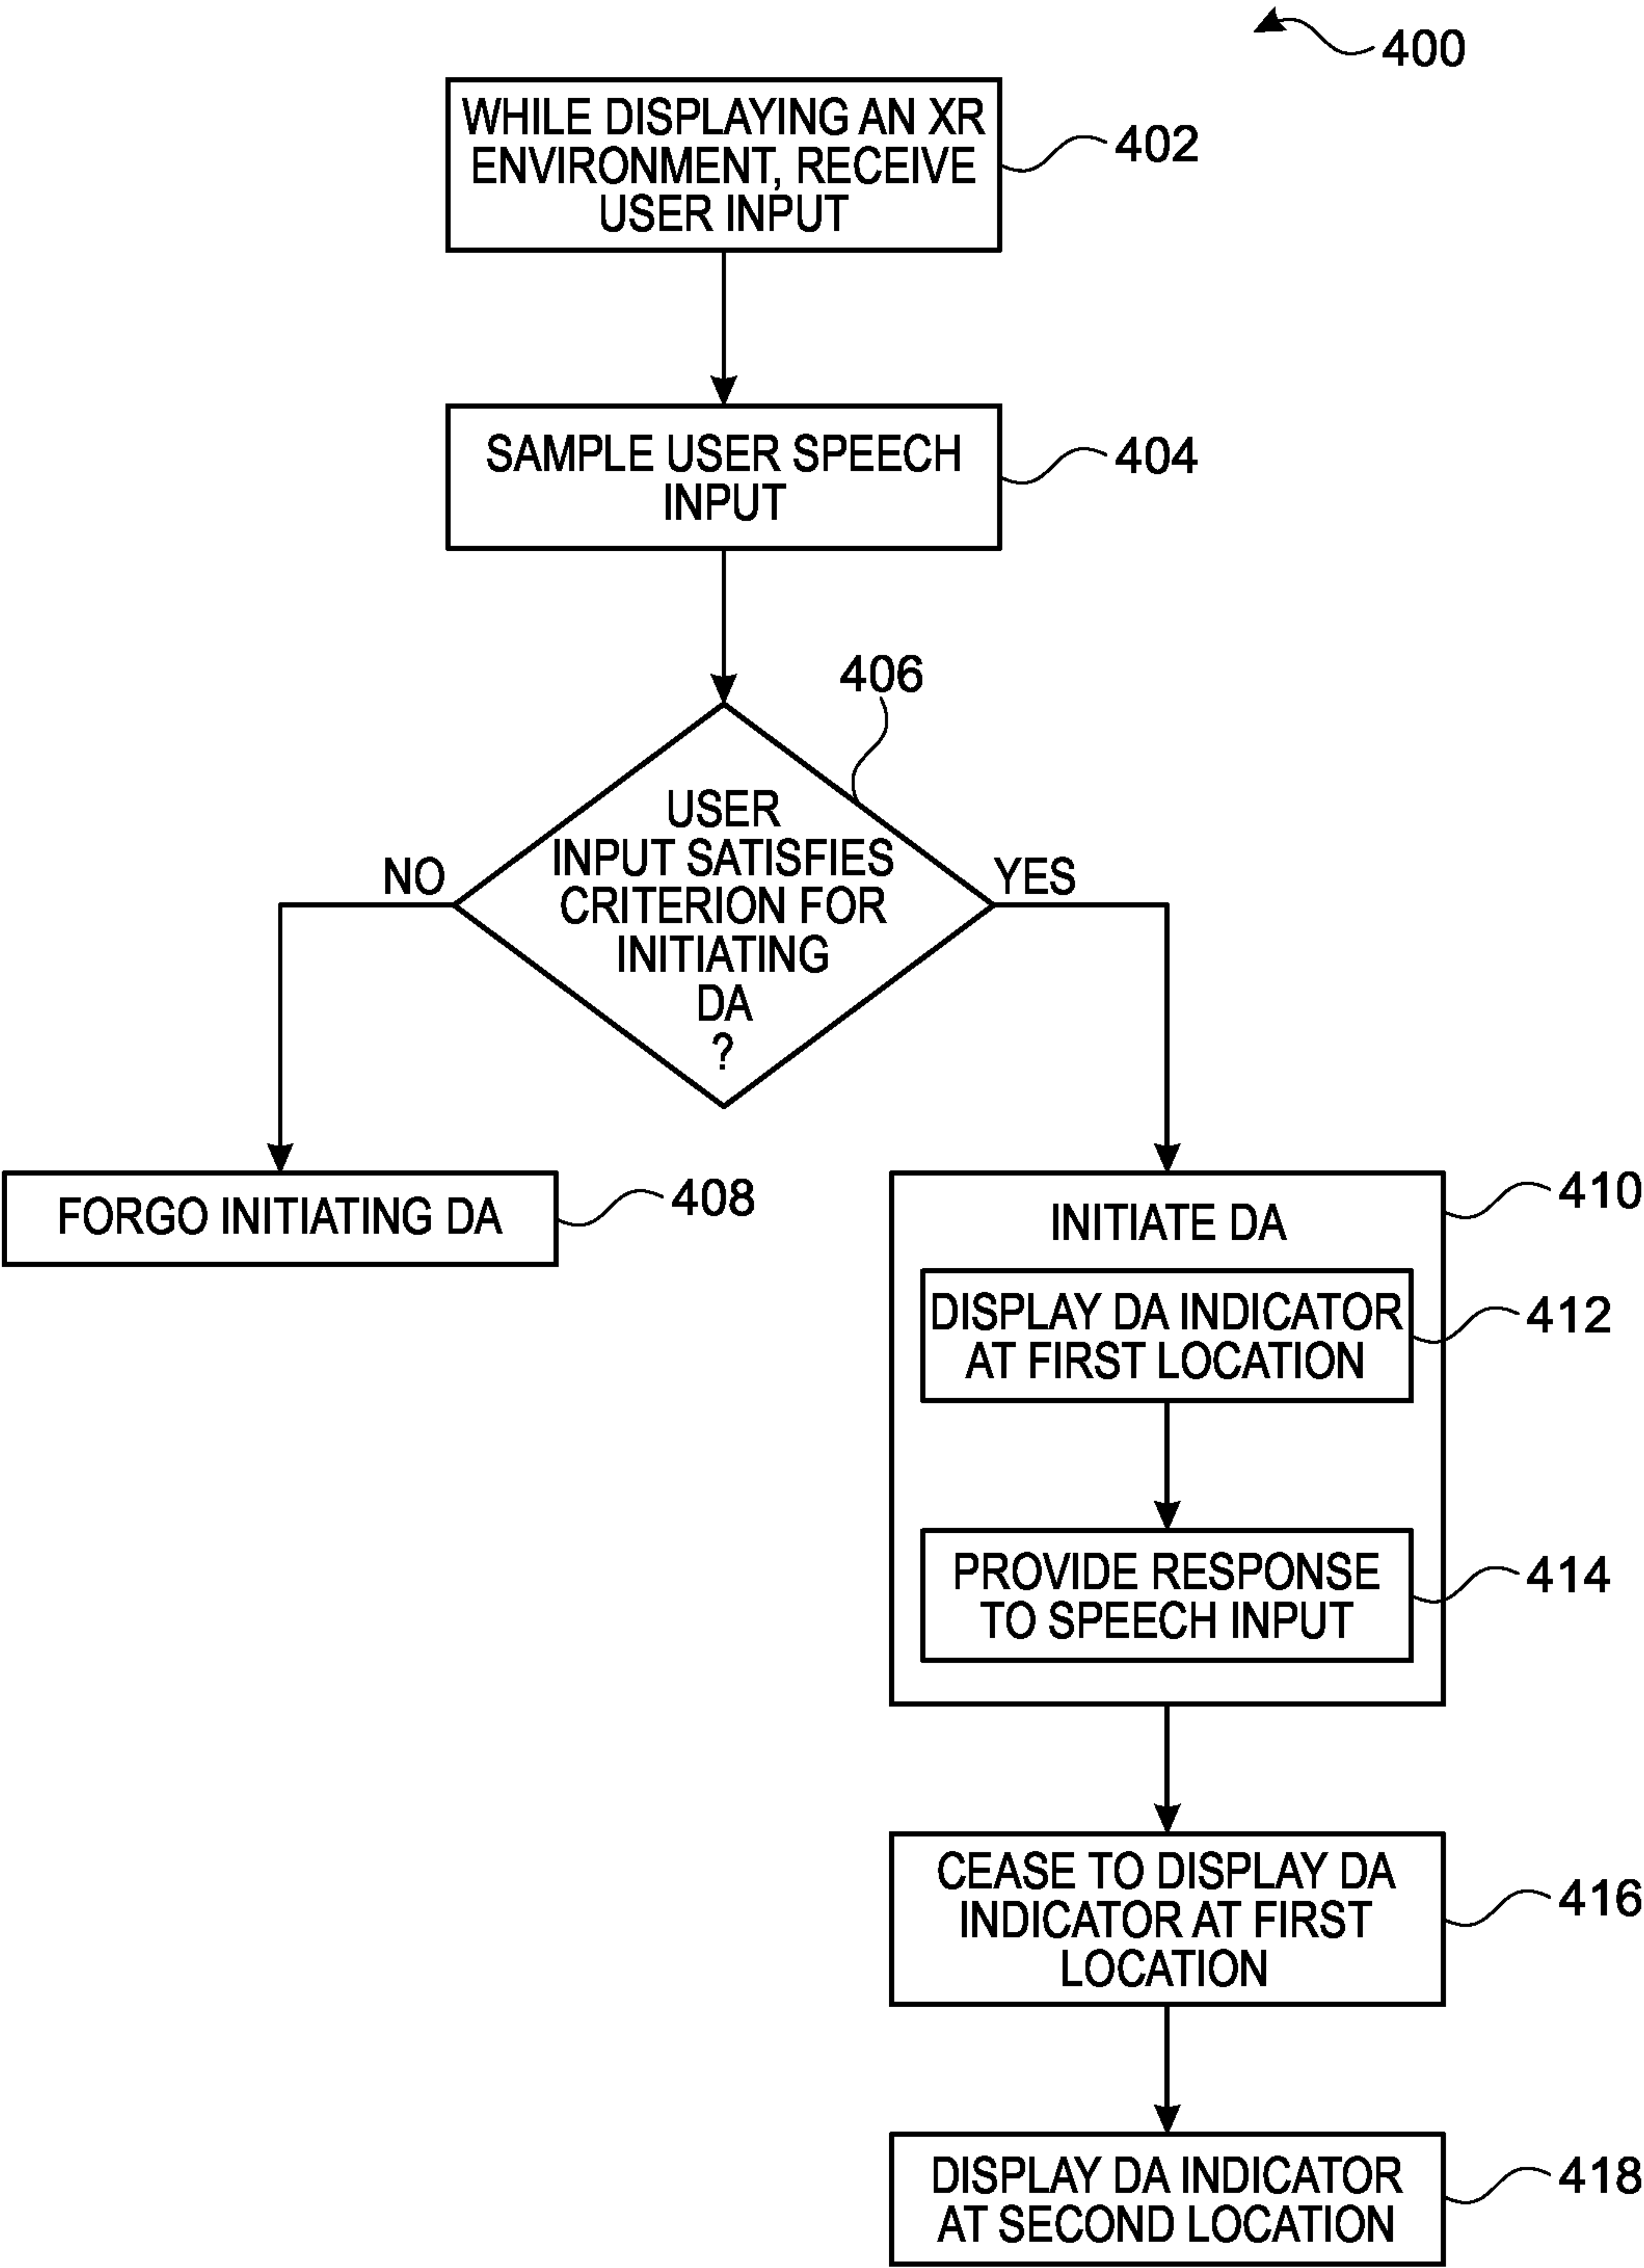 400
WHILE DISPLAYING AN XR
ENVIRONMENT, RECEIVE
USER INPUT
402
SAMPLE USER SPEECH
INPUT
404
406
USER
INPUT SATISFIES
CRITERION FOR
INITIATING
DA
?
NO
YES
FORGO INITIATING DA
408
INITIATE DA
410
DISPLAY DA INDICATOR
AT FIRST LOCATION
412
PROVIDE RESPONSE
TO SPEECH INPUT
414
CEASE TO DISPLAY DA
INDICATOR AT FIRST
LOCATION
416
DISPLAY DA INDICATOR
AT SECOND LOCATION
418